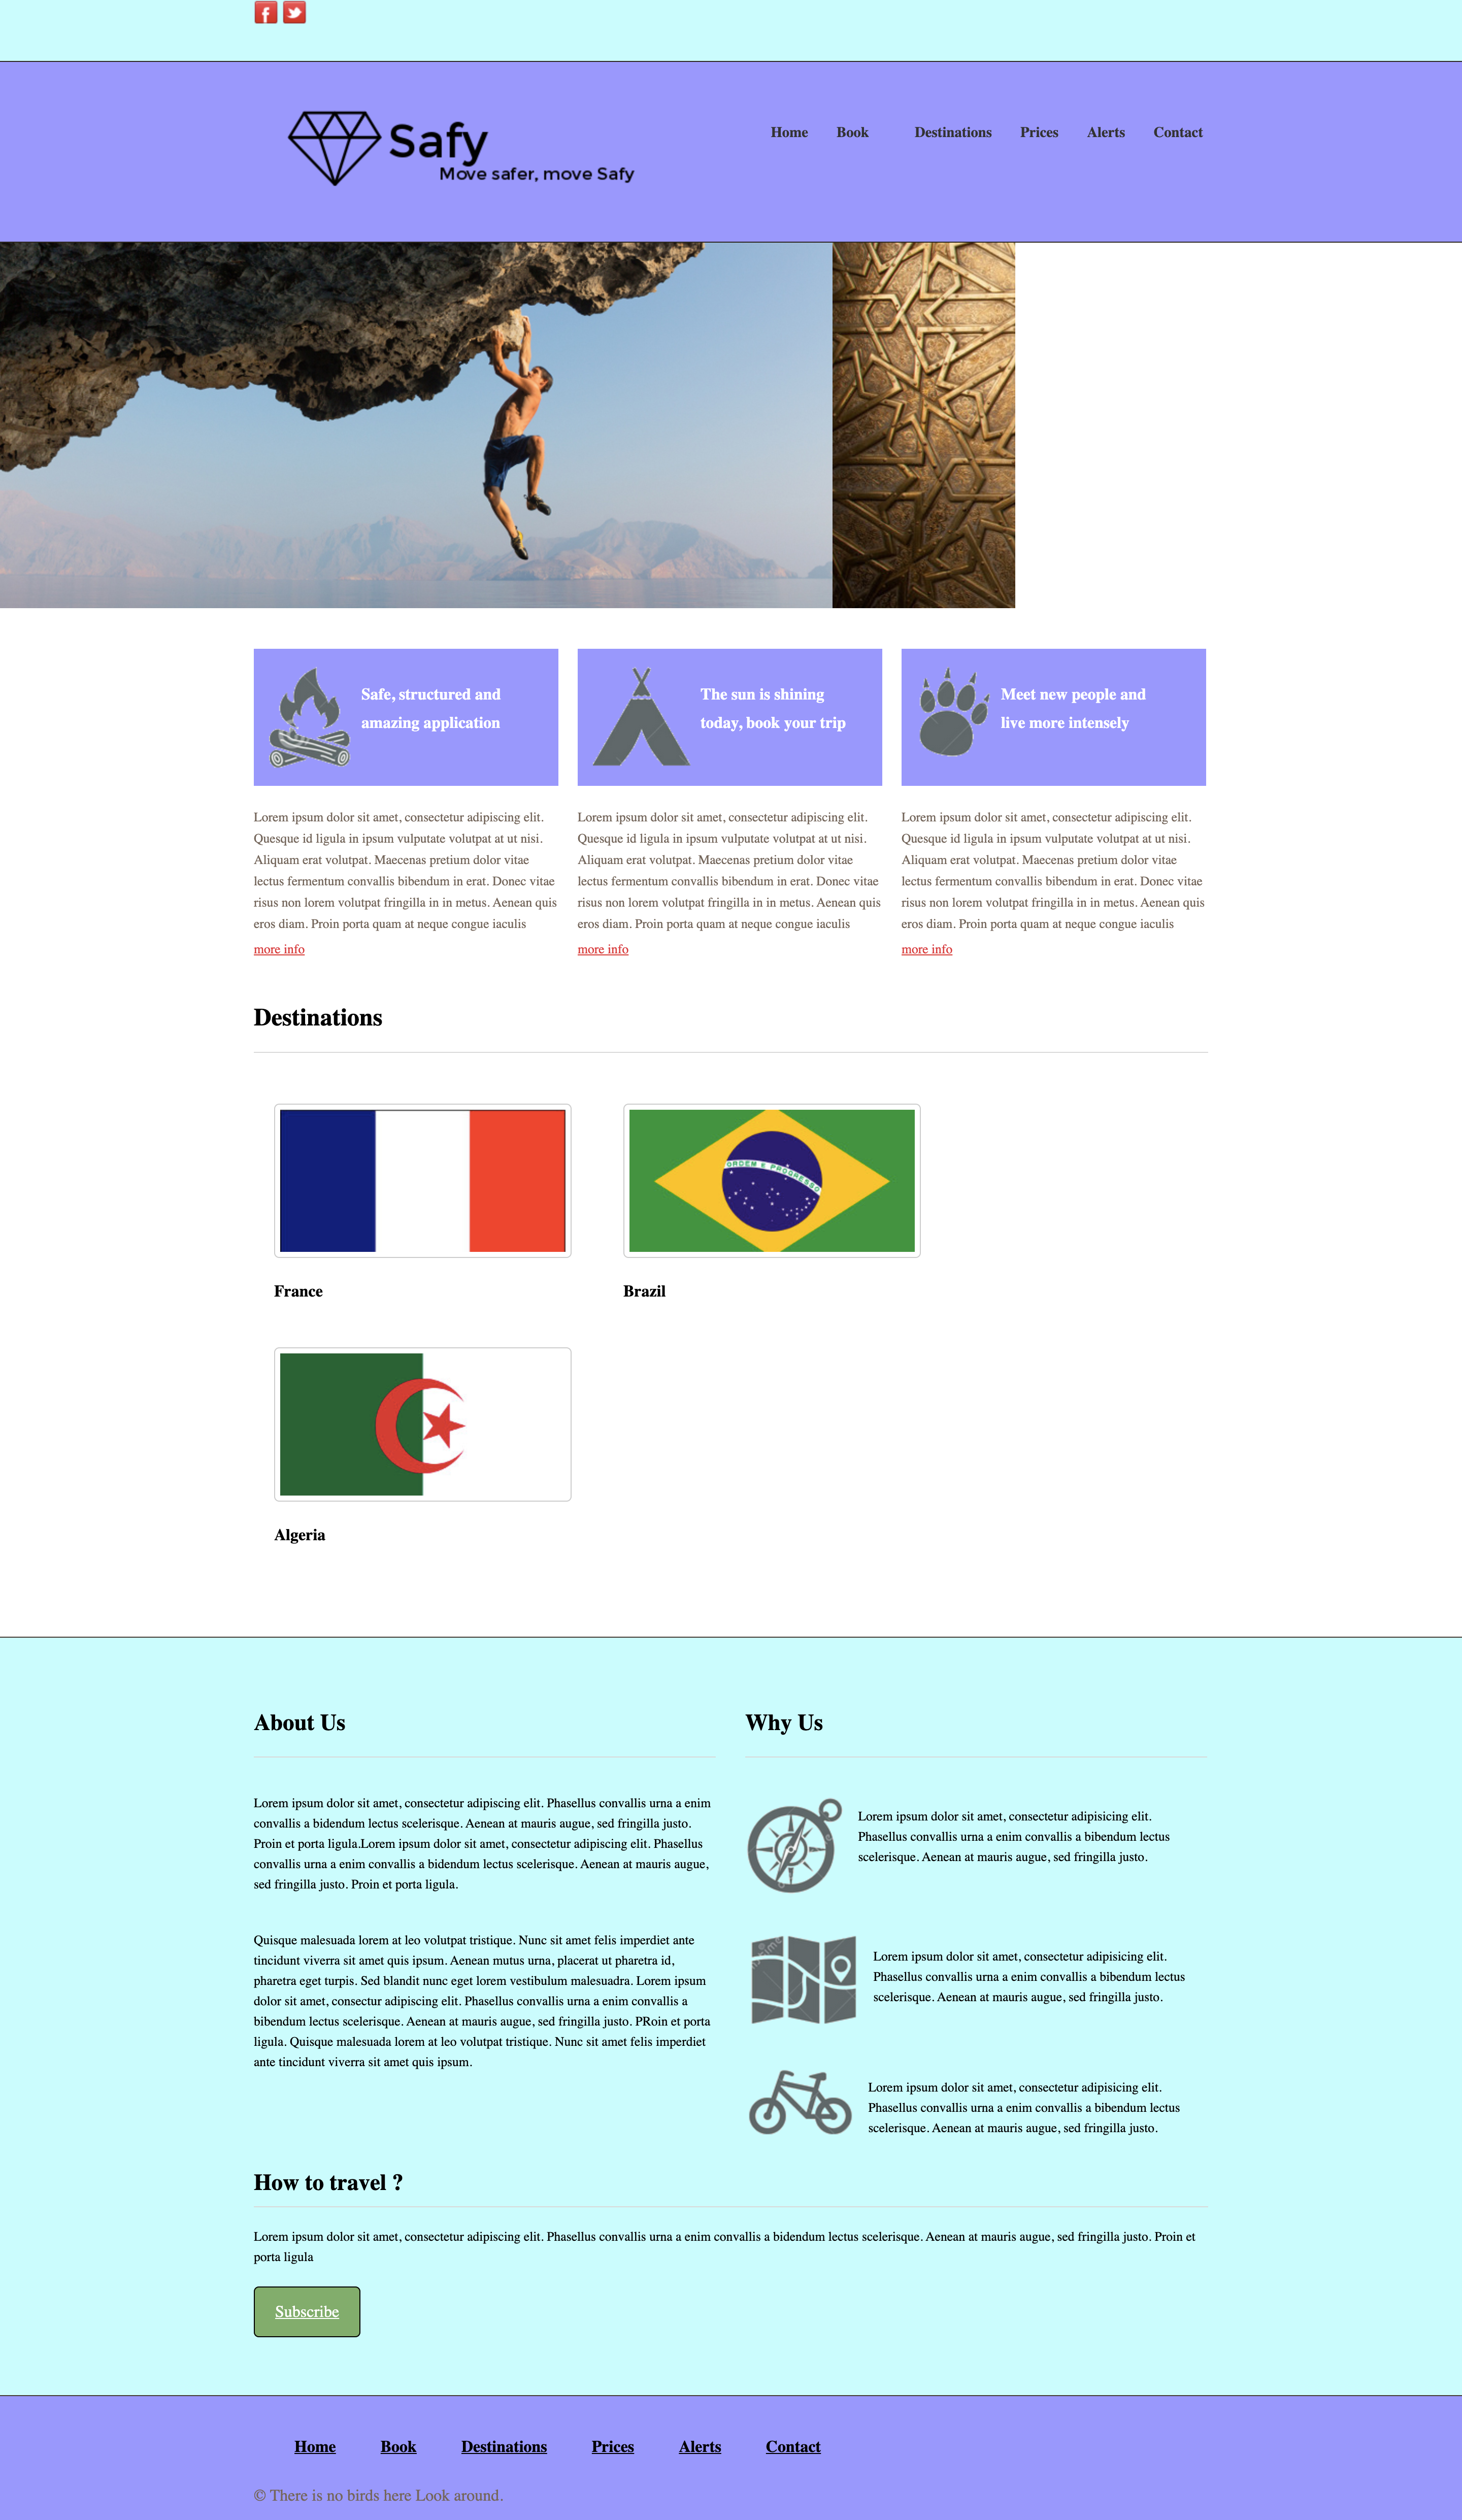 Safy
Move safer, move Safy
Home Book Destinations Prices Alerts Contact
Safe, structured and
amazing application
The sun is shining
today, book your trip
Meet new people and
live more intensely
Lorem ipsum dolor sit amet, consectetur adipiscing elit.
Quesque id ligula in ipsum vulputate volutpat at ut nisi.
Aliquam erat volutpat. Maecenas pretium dolor vitae
lectus fermentum convallis bibendum in erat. Donec vitae
risus non lorem volutpat fringilla in in metus. Aenean quis
eros diam. Proin porta quam at neque congue iaculis
more info
Lorem ipsum dolor sit amet, consectetur adipiscing elit.
Quesque id ligula in ipsum vulputate volutpat at ut nisi.
Aliquam erat volutpat. Maecenas pretium dolor vitae
lectus fermentum convallis bibendum in erat. Donec vitae
risus non lorem volutpat fringilla in in metus. Aenean quis
eros diam. Proin porta quam at neque congue iaculis
more info
Lorem ipsum dolor sit amet, consectetur adipiscing elit.
Quesque id ligula in ipsum vulputate volutpat at ut nisi.
Aliquam erat volutpat. Maecenas pretium dolor vitae
lectus fermentum convallis bibendum in erat. Donec vitae
risus non lorem volutpat fringilla in in metus. Aenean quis
eros diam. Proin porta quam at neque congue iaculis
more info
Destinations
ORDEM E PROGRESSO
France
Brazil
Algeria
About Us
Lorem ipsum dolor sit amet, consectetur adipiscing elit. Phasellus convallis urna a enim
convallis a bidendum lectus scelerisque. Aenean at mauris augue, sed fringilla justo.
Proin et porta ligula.Lorem ipsum dolor sit amet, consectetur adipiscing elit. Phasellus
convallis urna a enim convallis a bidendum lectus scelerisque. Aenean at mauris augue,
sed fringilla justo. Proin et porta ligula.
Quisque malesuada lorem at leo volutpat tristique. Nunc sit amet felis imperdiet ante
tincidunt viverra sit amet quis ipsum. Aenean mutus urna, placerat ut pharetra id,
pharetra eget turpis. Sed blandit nunc eget lorem vestibulum malesuadra. Lorem ipsum
dolor sit amet, consectur adipiscing elit. Phasellus convallis urna a enim convallis a
bibendum lectus scelerisque. Aenean at mauris augue, sed fringilla justo. PRoin et porta
ligula. Quisque malesuada lorem at leo volutpat tristique. Nunc sit amet felis imperdiet
ante tincidunt viverra sit amet quis ipsum.
Why Us
Lorem ipsum dolor sit amet, consectetur adipisicing elit.
Phasellus convallis urna a enim convallis a bibendum lectus
scelerisque. Aenean at mauris augue, sed fringilla justo.
Lorem ipsum dolor sit amet, consectetur adipisicing elit.
Phasellus convallis urna a enim convallis a bibendum lectus
scelerisque. Aenean at mauris augue, sed fringilla justo.
Lorem ipsum dolor sit amet, consectetur adipisicing elit.
Phasellus convallis urna a enim convallis a bibendum lectus
scelerisque. Aenean at mauris augue, sed fringilla justo.
How to travel ?
Lorem ipsum dolor sit amet, consectetur adipiscing elit. Phasellus convallis urna a enim convallis a bidendum lectus scelerisque. Aenean at mauris augue, sed fringilla justo. Proin et
porta ligula
Subscribe
Home Book Destinations Prices Alerts Contact
© There is no birds here Look around.